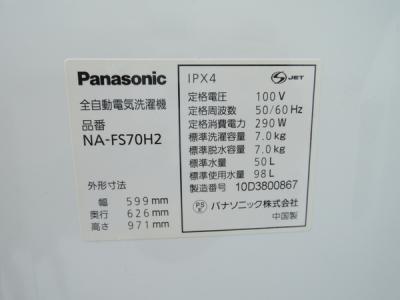 Panasonic
全自動電気洗濯機
品番
NA-FS70H2
外形寸法
幅 599mm
奥行 626mm
高さ 971mm
IPX4
JET
定格電圧 100V
定格周波数 50/60Hz
定格消費電力 290W
標準洗濯容量 7.0kg
標準脱水容量 7.0kg
標準水量 50L
標準使用水量 98L
製造番号 10D3800867
PS E パナソニック株式会社
中国製